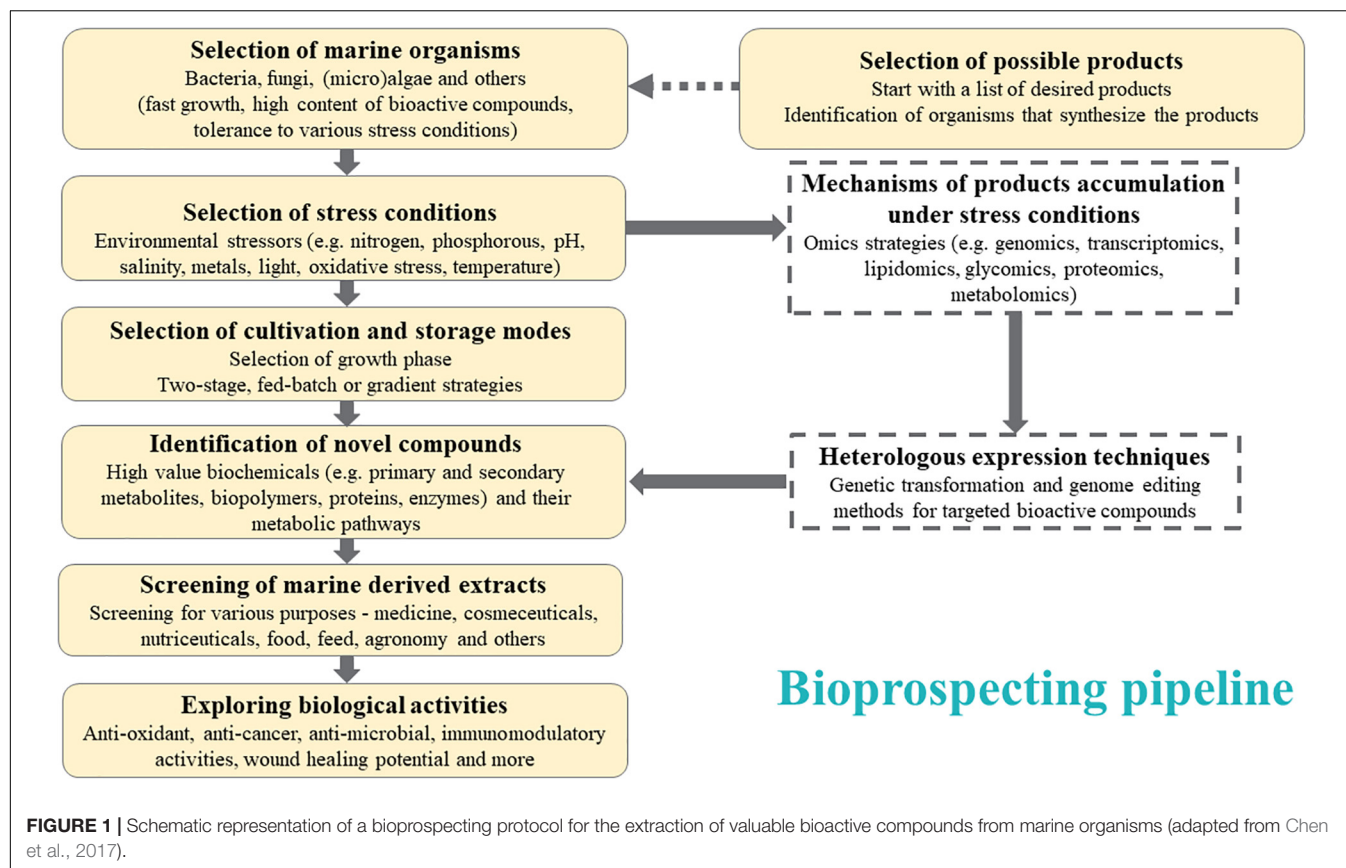 Selection of marine organisms
Bacteria, fungi, (micro)algae and others
(fast growth, high content of bioactive compounds,
tolerance to various stress conditions)
Selection of possible products
Start with a list of desired products
Identification of organisms that synthesize the products
Selection of stress conditions
Environmental stressors (e.g. nitrogen, phosphorous, pH,
salinity, metals, light, oxidative stress, temperature)
Mechanisms of products accumulation
under stress conditions
Omics strategies (e.g. genomics, transcriptomics,
lipidomics, glycomics, proteomics,
metabolomics)
Selection of cultivation and storage modes
Selection of growth phase
Two-stage, fed-batch or gradient strategies
Identification of novel compounds
High value biochemicals (e.g. primary and secondary
metabolites, biopolymers, proteins, enzymes) and their
metabolic pathways
Heterologous expression techniques
Genetic transformation and genome editing
methods for targeted bioactive compounds
Screening of marine derived extracts
Screening for various purposes - medicine, cosmeceuticals,
nutriceuticals, food, feed, agronomy and others
Exploring biological activities
Anti-oxidant, anti-cancer, anti-microbial, immunomodulatory
activities, wound healing potential and more
Bioprospecting pipeline
FIGURE 1 | Schematic representation of a bioprospecting protocol for the extraction of valuable bioactive compounds from marine organisms (adapted from Chen
et al., 2017).